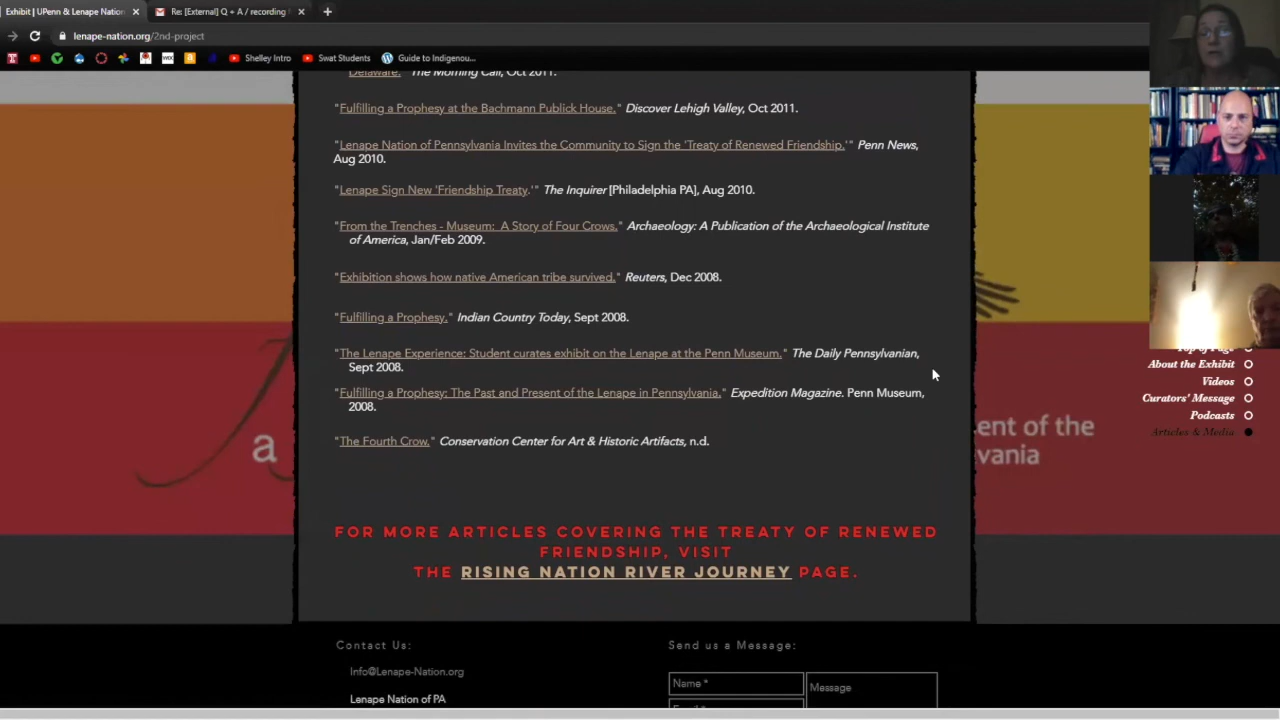 Exhibit | UPenn & Lenape Nation
Re: [External] Q + A / recording
lenape-nation.org/2nd-project
Shelley Intro
Swat Students
Guide to Indigenou...
Delaware." The Morning Call, Oct 2011.
"Fulfilling a Prophesy at the Bachmann Publick House." Discover Lehigh Valley, Oct 2011.
"Lenape Nation of Pennsylvania Invites the Community to Sign the 'Treaty of Renewed Friendship.'" Penn News,
Aug 2010.
"Lenape Sign New 'Friendship Treaty.'" The Inquirer [Philadelphia PA], Aug 2010.
"From the Trenches - Museum: A Story of Four Crows." Archaeology: A Publication of the Archaeological Institute
of America, Jan/Feb 2009.
"Exhibition shows how native American tribe survived." Reuters, Dec 2008.
"Fulfilling a Prophesy." Indian Country Today, Sept 2008.
"The Lenape Experience: Student curates exhibit on the Lenape at the Penn Museum." The Daily Pennsylvanian,
Sept 2008.
"Fulfilling a Prophesy: The Past and Present of the Lenape in Pennsylvania." Expedition Magazine. Penn Museum,
2008.
"The Fourth Crow." Conservation Center for Art & Historic Artifacts, n.d.
FOR MORE ARTICLES COVERING THE TREATY OF RENEWED
FRIENDSHIP, VISIT
THE RISING NATION RIVER JOURNEY PAGE.
Top of Page
About the Exhibit
Videos
Curators' Message
Podcasts
Articles & Media
a
ent of the
vania
Contact Us:
Info@Lenape-Nation.org
Lenape Nation of PA
Send us a Message:
Name *
Message